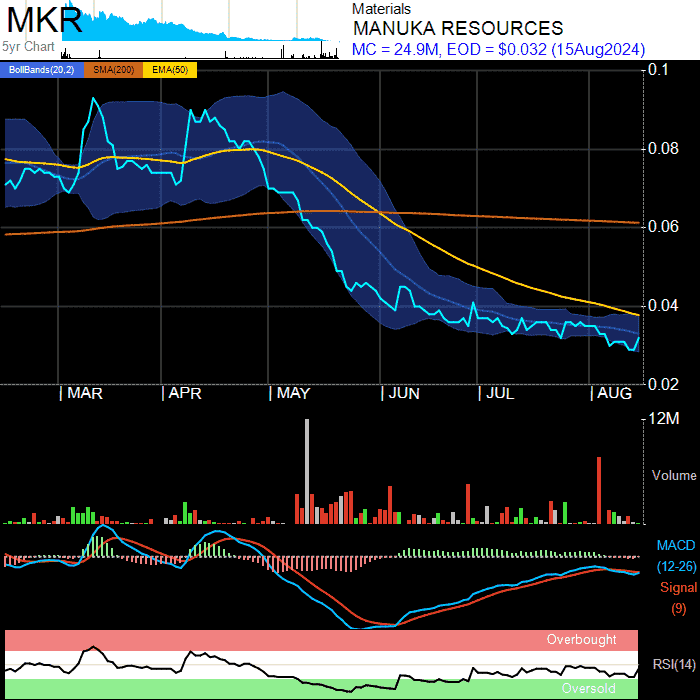 MKR
5yr Chart
Materials
MANUKA RESOURCES
MC = 24.9M, EOD = $0.032 (15Aug2024)
BollBands(20,2) SMA(200) EMA(50)
0.1
0.08
0.06
0.04
0.02
MAR APR MAY JUN JUL AUG
12M
Volume
MACD
(12-26)
Signal
(9)
Overbought
RSI(14)
Oversold